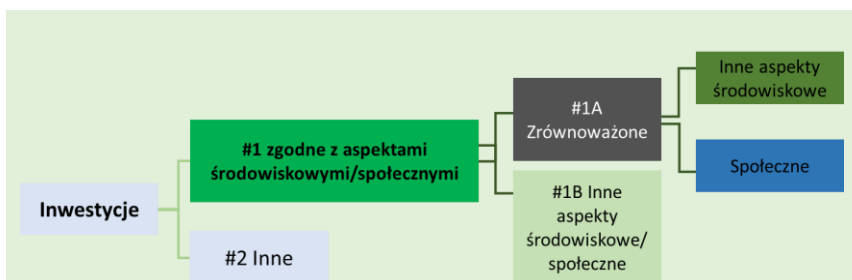 Inwestycje
#1 zgodne z aspektami
środowiskowymi/społecznymi
#2 Inne
#1A
Zrównoważone
#1B Inne
aspekty
środowiskowe/
społeczne
Inne aspekty
środowiskowe
Społeczne